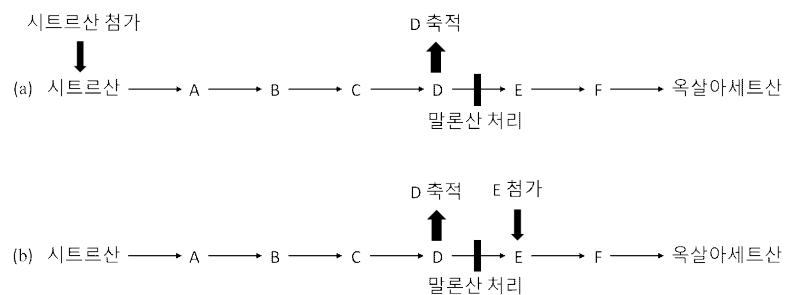 시트르산 첨가
D 축적
(a) 시트르산 A B C D E F 옥살아세트산
말론산 처리
D 축적 E 첨가
(b) 시트르산 A B C D E F 옥살아세트산
말론산 처리